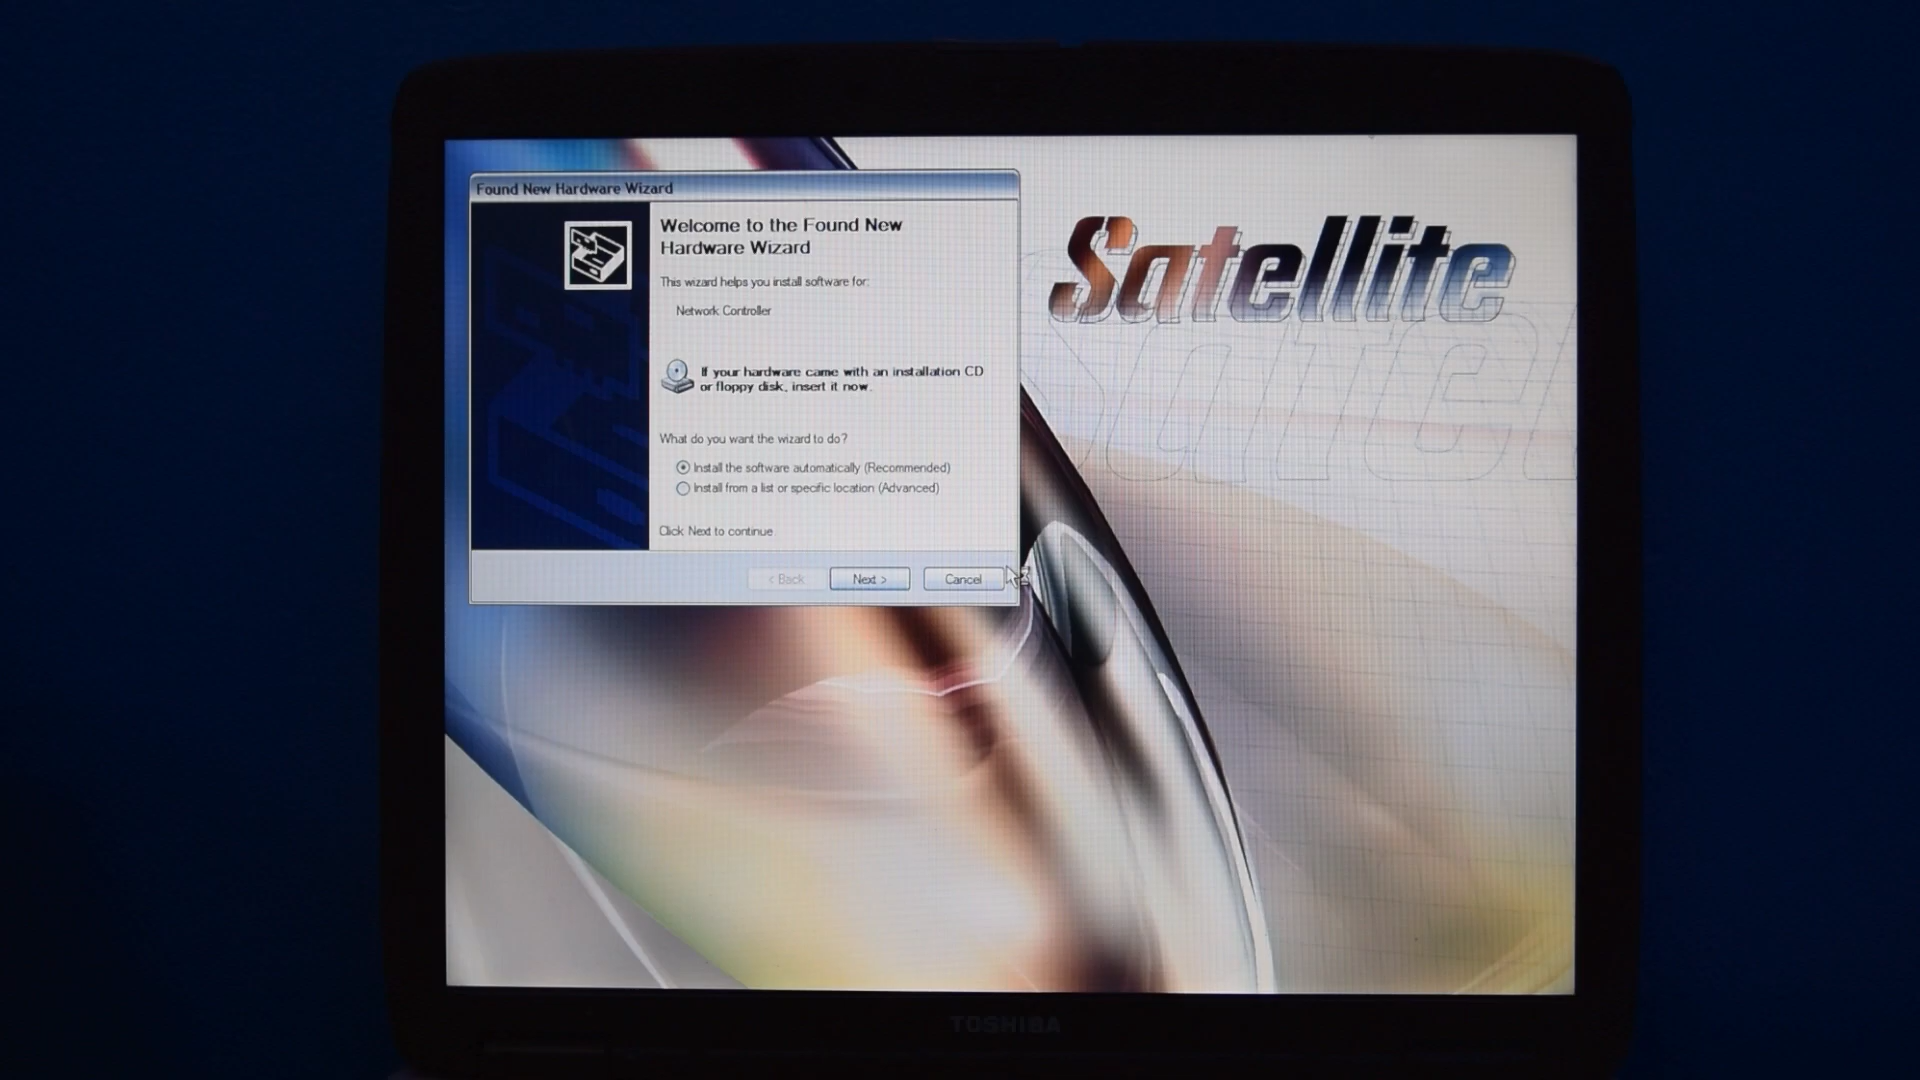 Found New Hardware Wizard
Welcome to the Found New
Hardware Wizard
This wizard helps you install software for:
Network Controller
If your hardware came with an installation CD
or floppy disk, insert it now.
What do you want the wizard to do?
Install the software automatically (Recommended)
Install from a list or specific location (Advanced)
Click Next to continue.
< Back
Next >
Cancel
Satellite
Satel
TOSHIBA